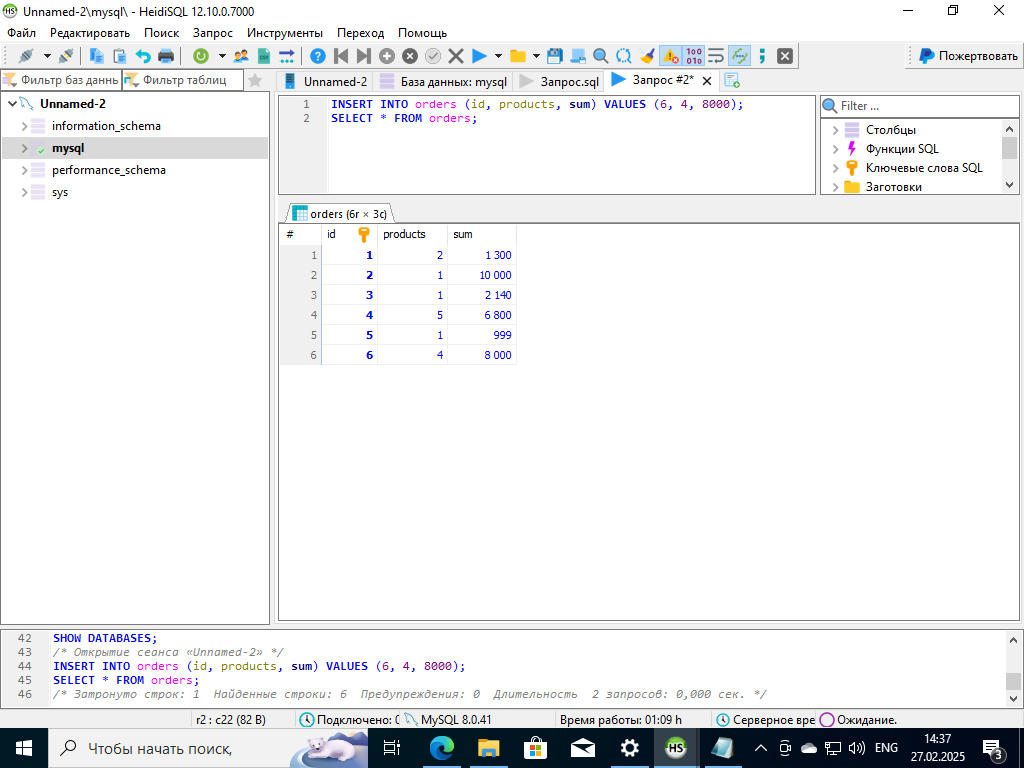 Unnamed-2\mysql\ - HeidiSQL 12.10.0.7000
Файл Редактировать Поиск Запрос Инструменты Переход Помощь
Пожертвовать
Фильтр баз данны Фильтр таблиц
Unnamed-2 База данных: mysql Запрос.sql Запрос #2*
Unnamed-2
information_schema
mysql
performance_schema
sys
1 INSERT INTO orders (id, products, sum) VALUES (6, 4, 8000);
2 SELECT * FROM orders;
Filter ...
Столбцы
Функции SQL
Ключевые слова SQL
Заготовки
orders (6r × 3c)
# id products sum
1 1 2 1 300
2 2 1 10 000
3 3 1 2 140
4 4 5 6 800
5 5 1 999
6 6 4 8 000
42 SHOW DATABASES;
43 /* Открытие сеанса «Unnamed-2» */
44 INSERT INTO orders (id, products, sum) VALUES (6, 4, 8000);
45 SELECT * FROM orders;
46 /* Затронуто строк: 1 Найденные строки: 6 Предупреждения: 0 Длительность 2 запросов: 0,000 сек. */
r2 : c22 (82 B) Подключено: 0 MySQL 8.0.41 Время работы: 01:09 h Серверное вре Ожидание.
Чтобы начать поиск, HS ENG 14:37
27.02.2025 3